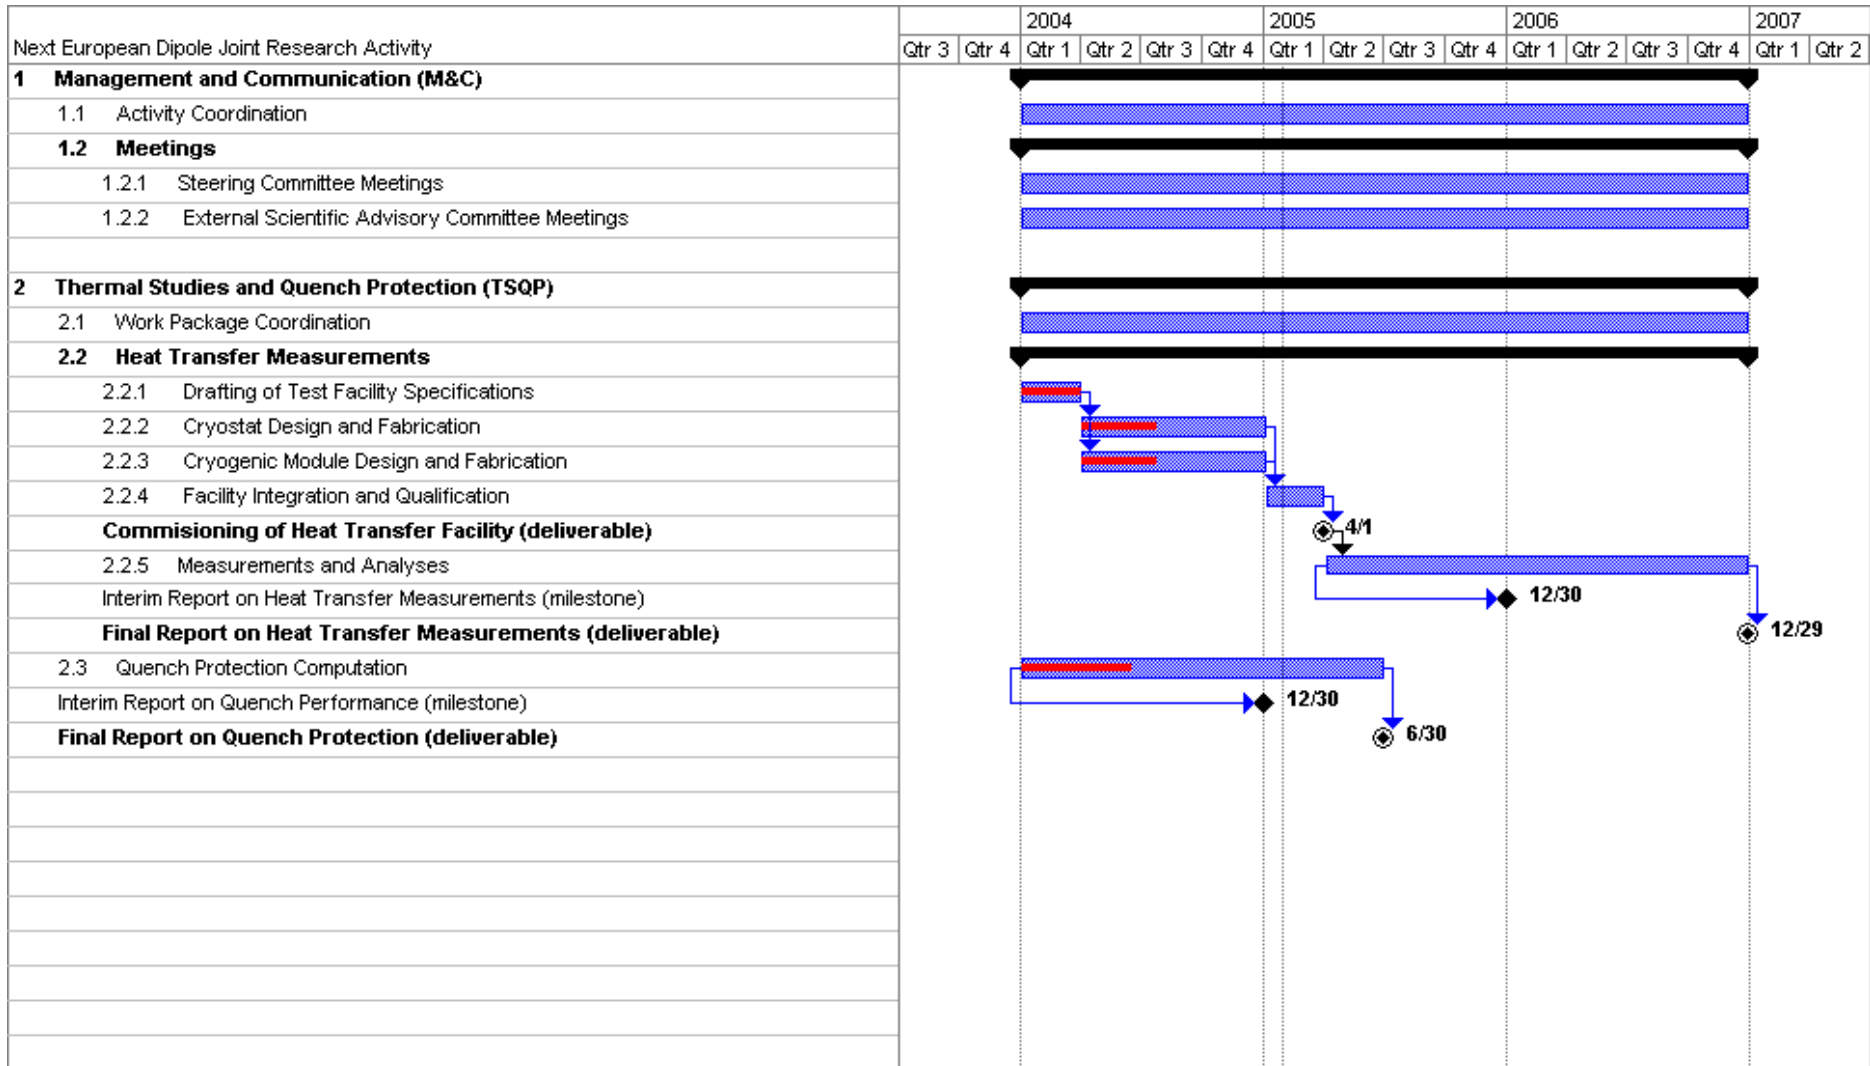 2004 2005 2006 2007
Next European Dipole Joint Research Activity Qtr 3 Qtr 4 Qtr 1 Qtr 2 Qtr 3 Qtr 4 Qtr 1 Qtr 2 Qtr 3 Qtr 4 Qtr 1 Qtr 2 Qtr 3 Qtr 4 Qtr 1 Qtr 2
1 Management and Communication (M&C)
1.1 Activity Coordination
1.2 Meetings
1.2.1 Steering Committee Meetings
1.2.2 External Scientific Advisory Committee Meetings
2 Thermal Studies and Quench Protection (TSQP)
2.1 Work Package Coordination
2.2 Heat Transfer Measurements
2.2.1 Drafting of Test Facility Specifications
2.2.2 Cryostat Design and Fabrication
2.2.3 Cryogenic Module Design and Fabrication
2.2.4 Facility Integration and Qualification
Commisioning of Heat Transfer Facility (deliverable) 4/1
2.2.5 Measurements and Analyses
Interim Report on Heat Transfer Measurements (milestone) 12/30
Final Report on Heat Transfer Measurements (deliverable) 12/29
2.3 Quench Protection Computation
Interim Report on Quench Performance (milestone) 12/30
Final Report on Quench Protection (deliverable) 6/30